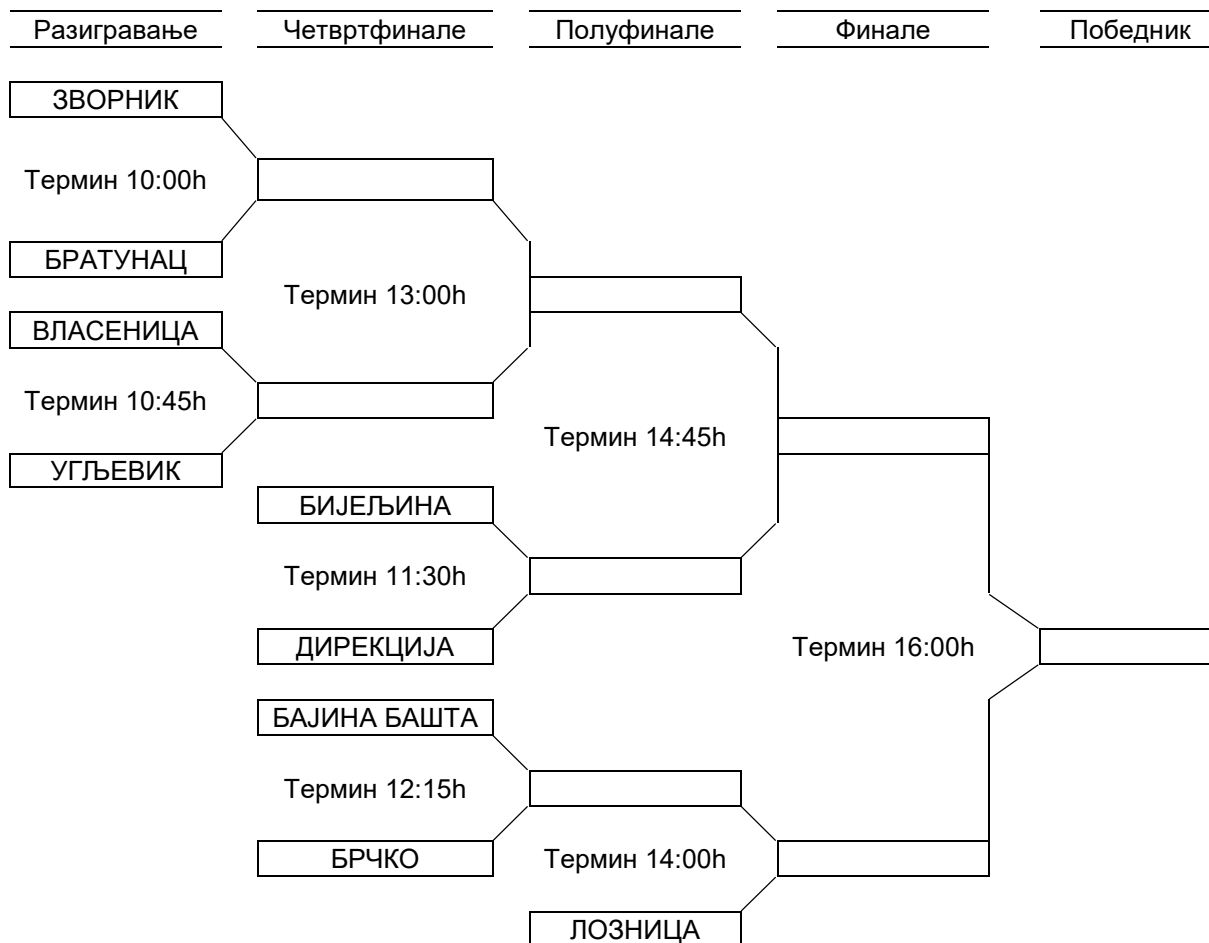 Разигравање Четвртфинале Полуфинале Финале Победник
ЗВОРНИК
Термин 10:00h
БРАТУНАЦ
Термин 13:00h
ВЛАСЕНИЦА
Термин 10:45h
Термин 14:45h
УГЉЕВИК
БИЈЕЉИНА
Термин 11:30h
ДИРЕКЦИЈА
Термин 16:00h
БАЈИНА БАШТА
Термин 12:15h
БРЧКО
Термин 14:00h
ЛОЗНИЦА